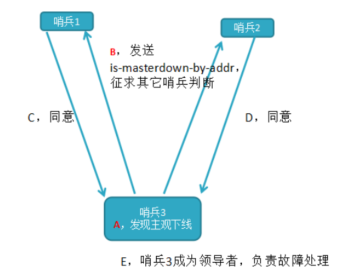 哨兵1
哨兵2
B，发送
is-masterdown-by-addr，
征求其它哨兵判断
C，同意
D，同意
哨兵3
A，发现主观下线
E，哨兵3成为领导者，负责故障处理